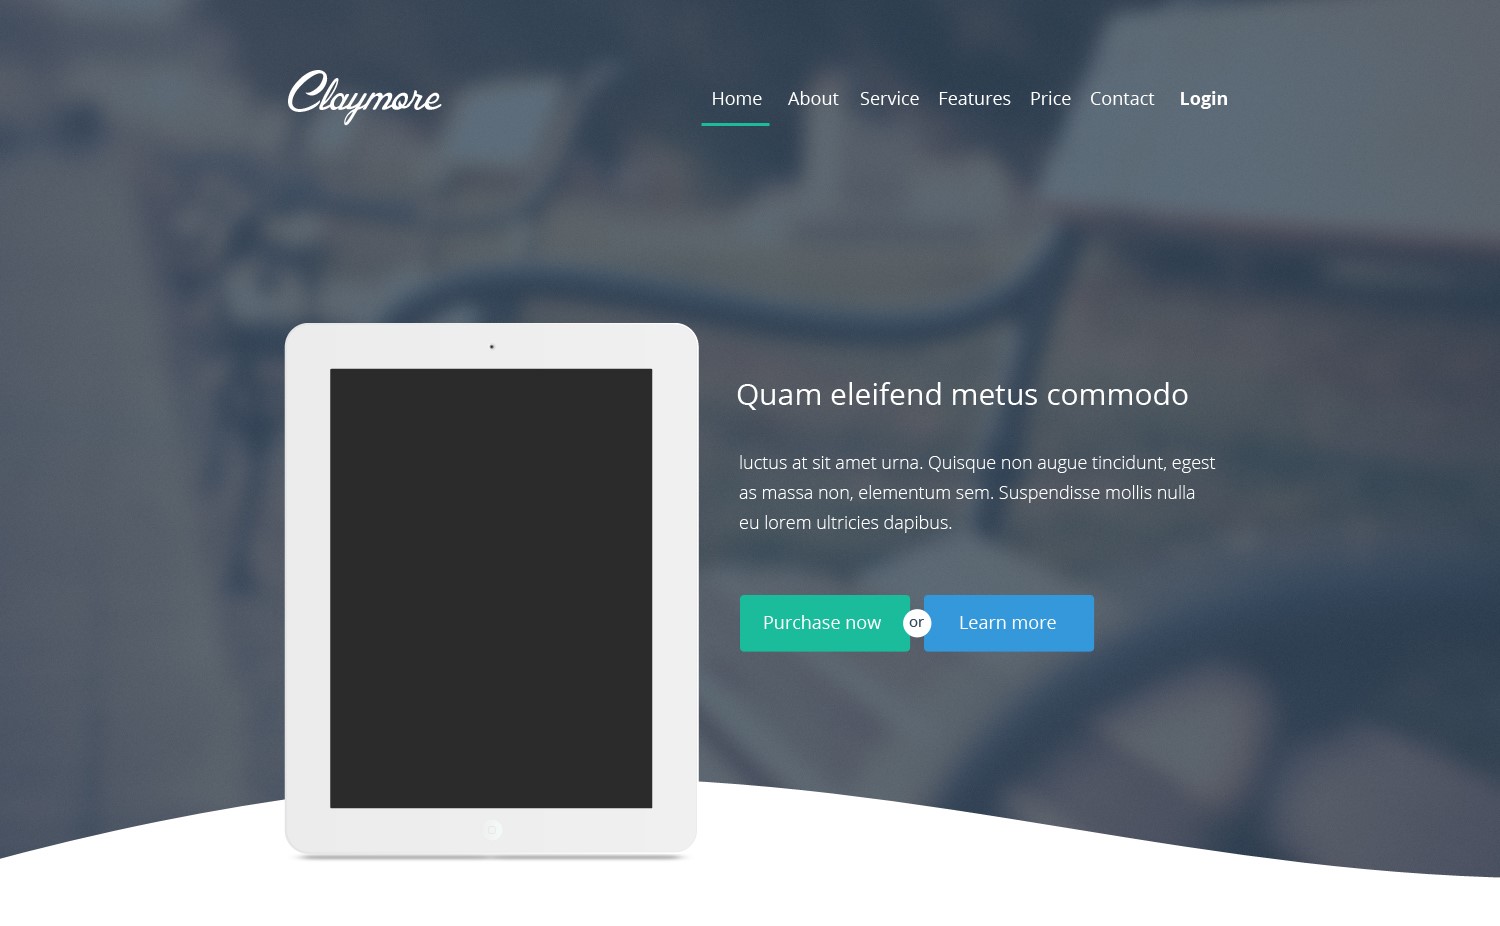 Claymore
Home About Service Features Price Contact Login
Quam eleifend metus commodo
luctus at sit amet urna. Quisque non augue tincidunt, egest
as massa non, elementum sem. Suspendisse mollis nulla
eu lorem ultricies dapibus.
Purchase now or Learn more